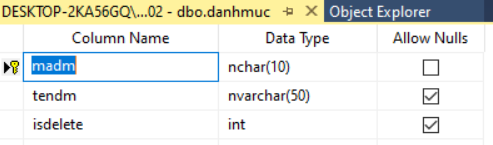 DESKTOP-2KA56GQ\...02 - dbo.danhmuc Object Explorer
Column Name Data Type Allow Nulls
madm nchar(10)
tendm nvarchar(50)
isdelete int